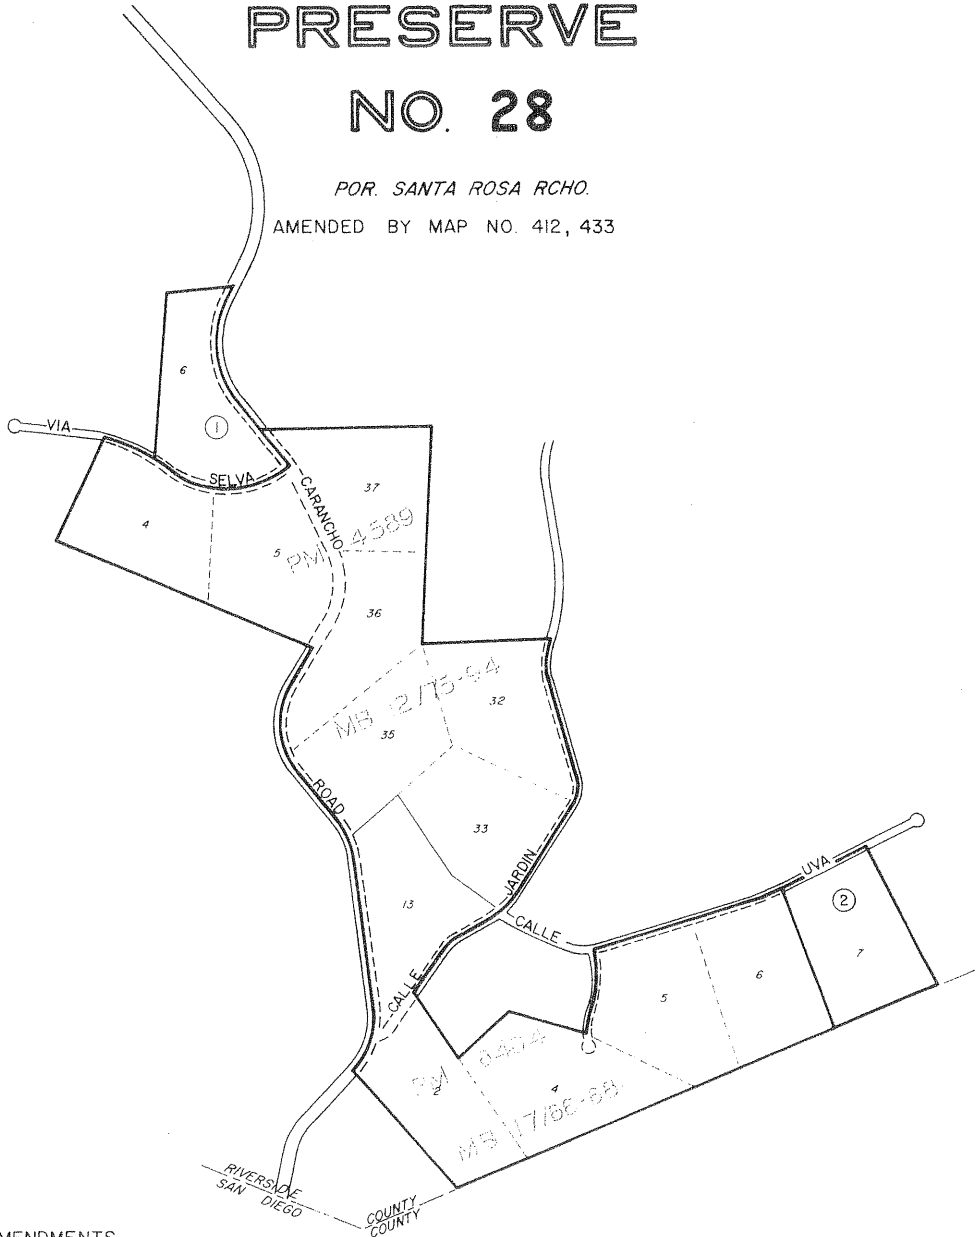 PRESERVE
NO. 28
POR. SANTA ROSA RCHO.
AMENDED BY MAP NO. 412, 433
6
1
VIA
SELVA
CARANCHO
37
4
5
PM 4589
36
MB 12/75-94
32
35
ROAD
33
JARDIN
13
UVA
2
CALLE
7
6
5
CALLE
PM
2
4
MB 17/66-68
RIVERSIDE
SAN DIEGO
COUNTY
COUNTY